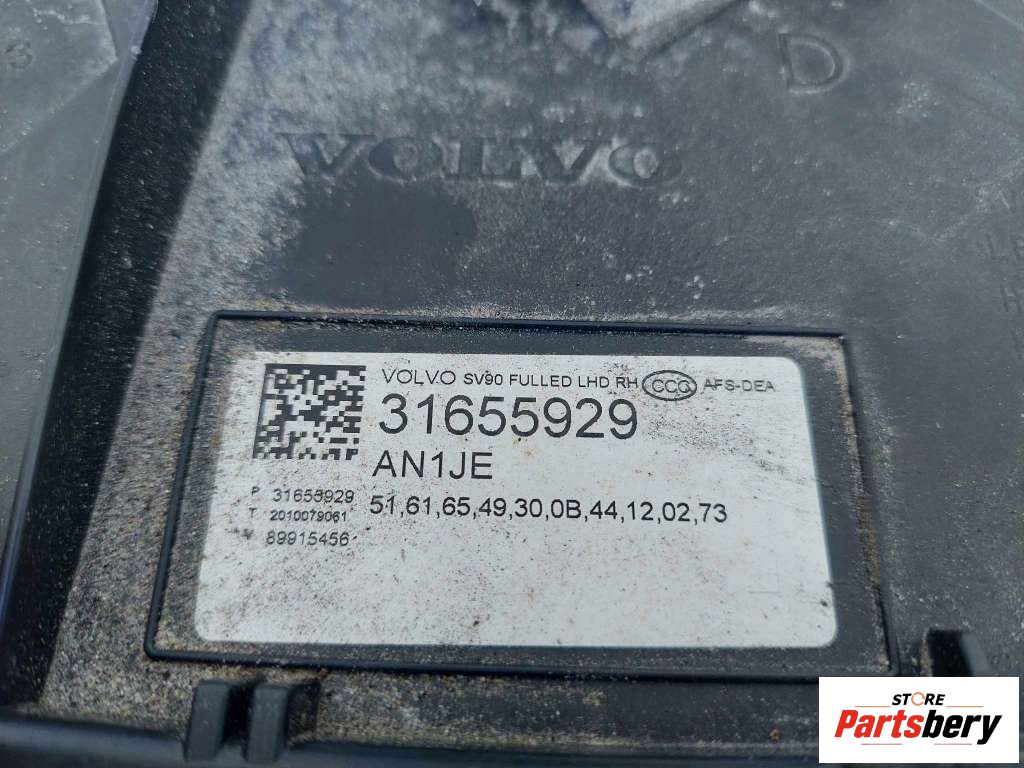 D
VOLVO
VOLVO SV90 FULLED LHD RH CCC AFS-DEA
31655929
AN1JE
P 31655929
51,61,65,49,30,0B,44,12,02,73
T 2010079061
89915456
STORE
Partsbery